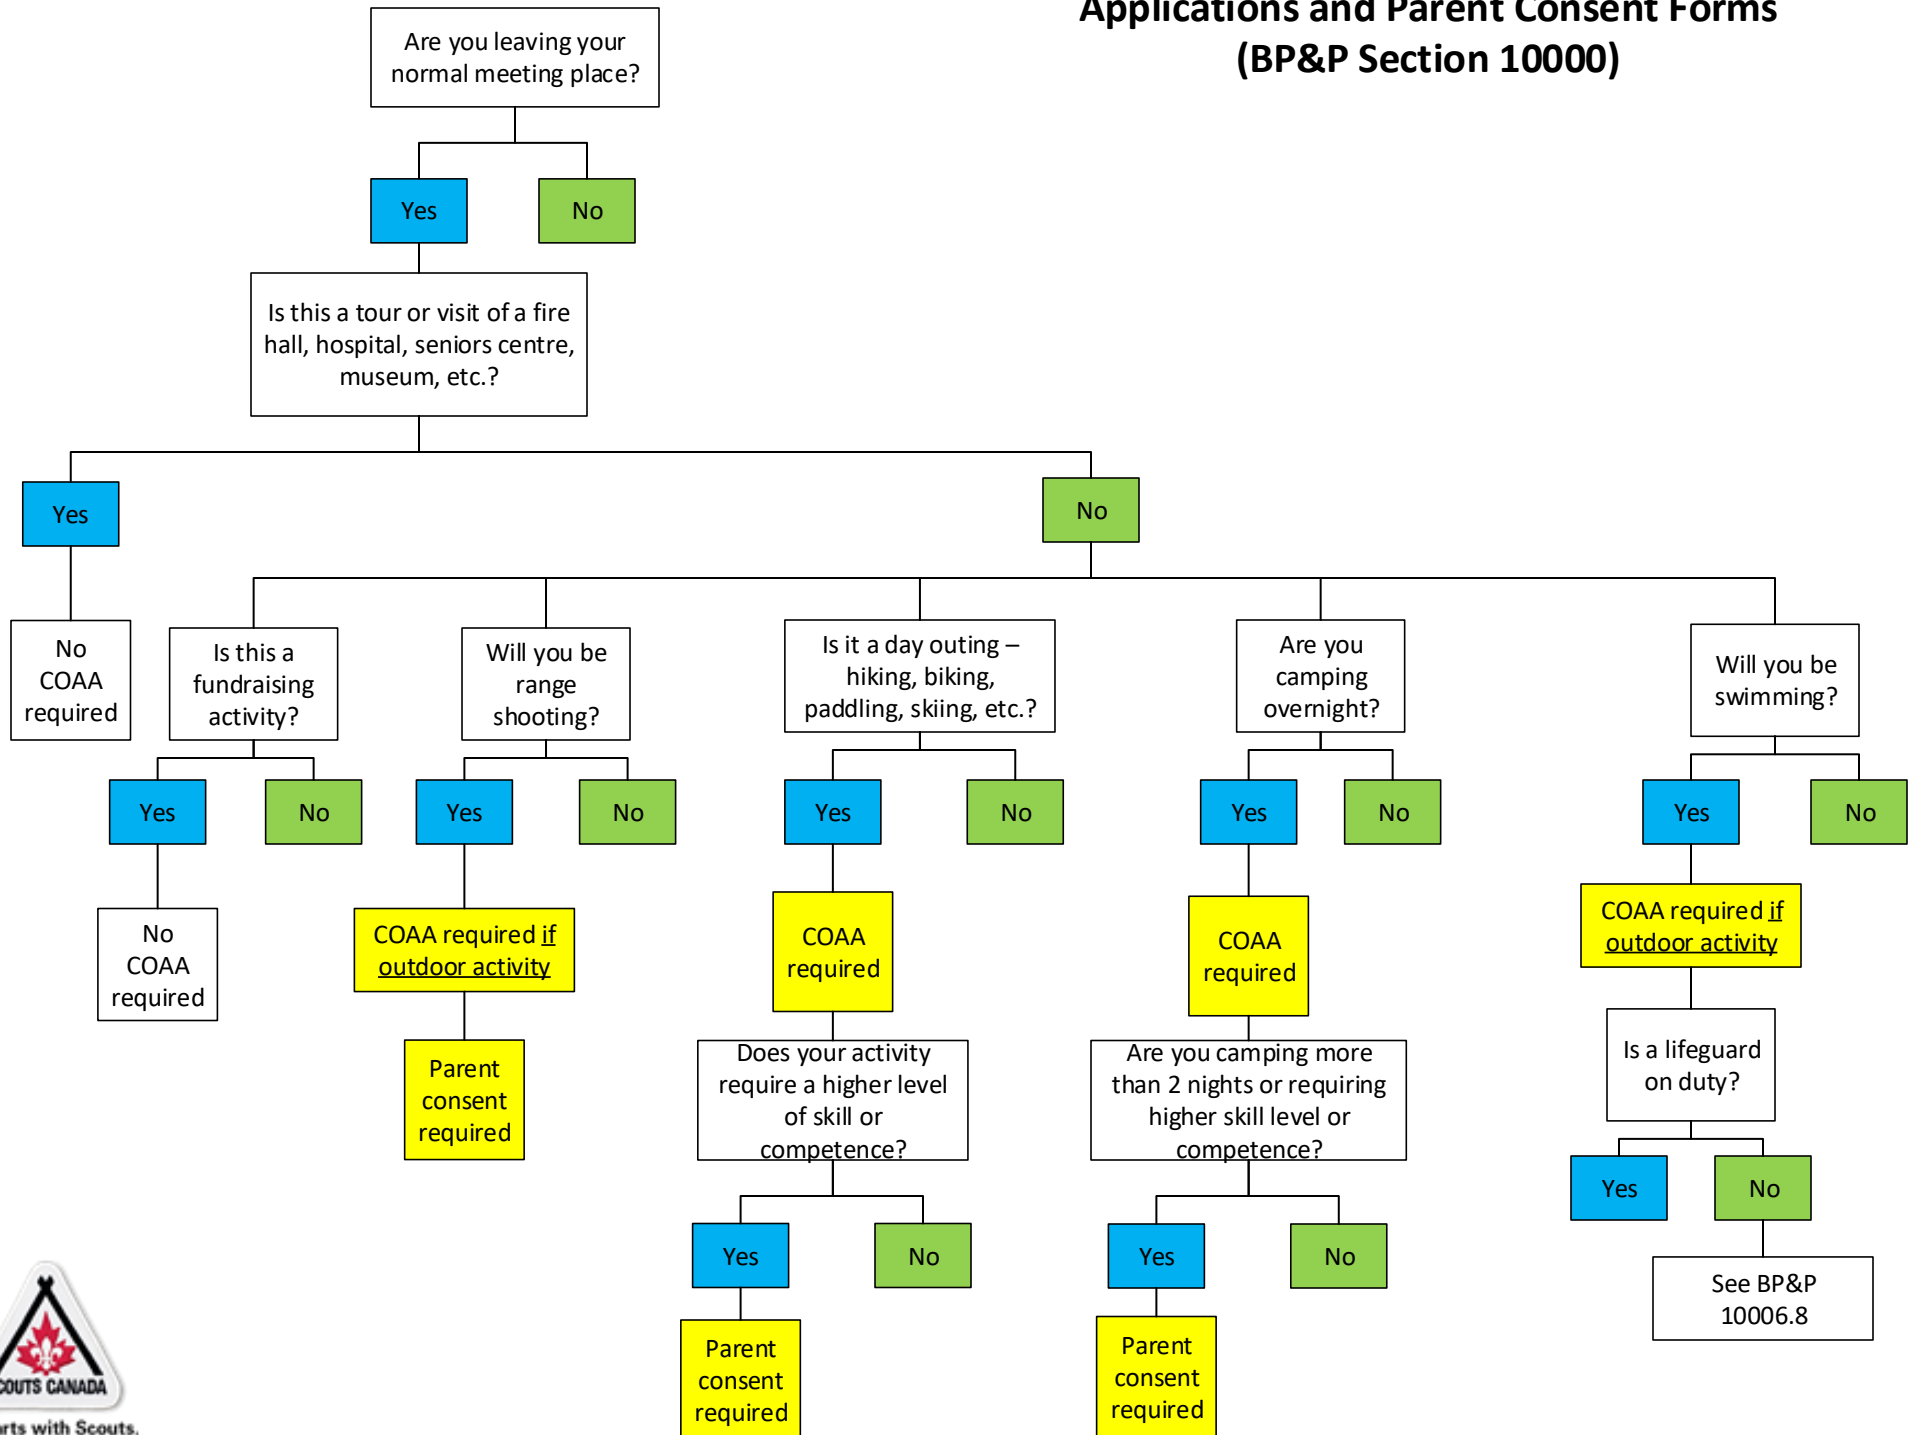 Applications and Parent Consent Forms
(BP&P Section 10000)
Are you leaving your
normal meeting place?
Yes
No
Is this a tour or visit of a fire
hall, hospital, seniors centre,
museum, etc.?
Yes
No
No
COAA
required
Is this a
fundraising
activity?
Will you be
range
shooting?
Is it a day outing –
hiking, biking,
paddling, skiing, etc.?
Are you
camping
overnight?
Will you be
swimming?
Yes
No
Yes
No
Yes
No
Yes
No
Yes
No
No
COAA
required
COAA required if
outdoor activity
COAA
required
COAA
required
COAA required if
outdoor activity
Parent
consent
required
Does your activity
require a higher level
of skill or
competence?
Are you camping more
than 2 nights or requiring
higher skill level or
competence?
Is a lifeguard
on duty?
Yes
No
Yes
No
Yes
No
See BP&P
10006.8
Parent
consent
required
Parent
consent
required
COUTS CANADA
arts with Scouts.